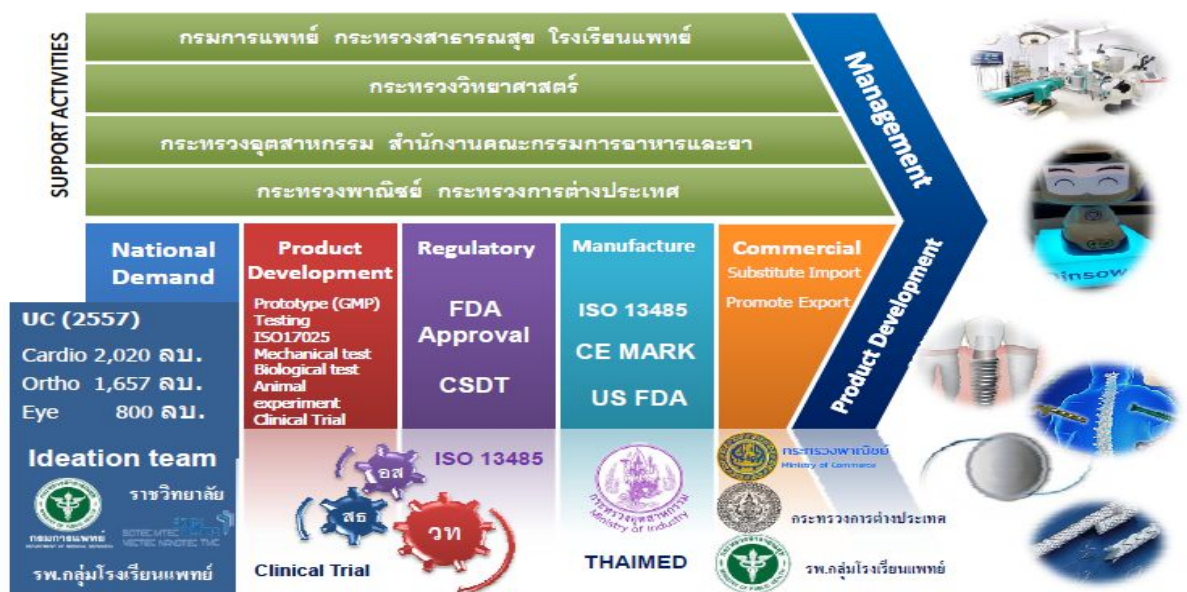 SUPPORT ACTIVITIES
กรมการแพทย์ กระทรวงสาธารณสุข โรงเรียนแพทย์
กระทรวงวิทยาศาสตร์
กระทรวงอุตสาหกรรม สำนักงานคณะกรรมการอาหารและยา
กระทรวงพาณิชย์ กระทรวงการต่างประเทศ
Management
Product Development
National
Demand
UC (2557)
Cardio 2,020 ลบ.
Ortho 1,657 ลบ.
Eye 800 ลบ.
Ideation team
ราชวิทยาลัย
กรมการแพทย์
DEPARTMENT OF MEDICAL SERVICES
รพ.กลุ่มโรงเรียนแพทย์
Product
Development
Prototype (GMP)
Testing
ISO17025
Mechanical test
Biological test
Animal
experiment
Clinical Trial
อส
สธ
วท
Clinical Trial
Regulatory
FDA
Approval
CSDT
ISO 13485
Manufacture
ISO 13485
CE MARK
US FDA
กระทรวงอุตสาหกรรม
Ministry of Industry
THAIMED
Commercial
Substitute Import
Promote Export
กระทรวงพาณิชย์
Ministry of Commerce
กระทรวงการต่างประเทศ
รพ.กลุ่มโรงเรียนแพทย์